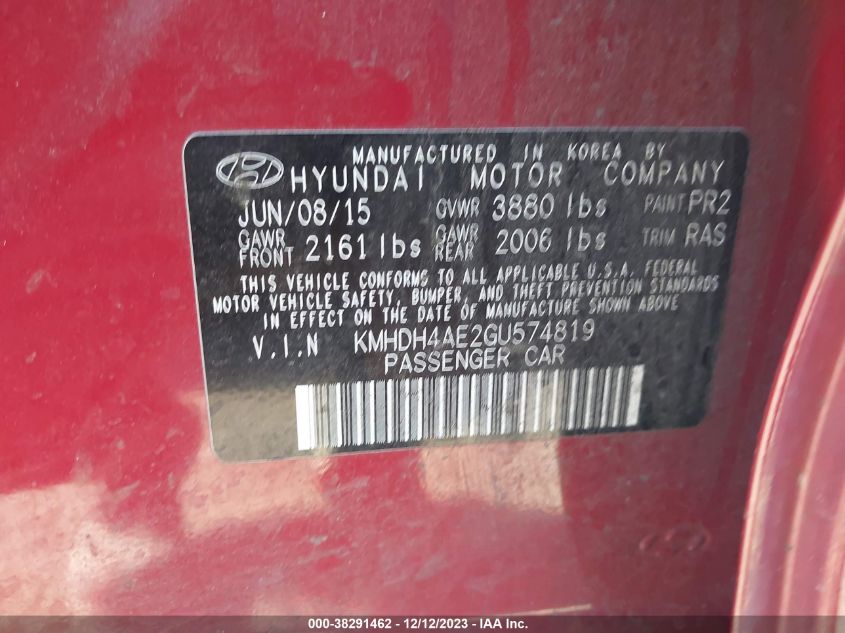 MANUFACTURED IN KOREA BY
HYUNDAI MOTOR COMPANY
JUN/08/15 GVWR 3880 lbs PAINT PR2
GAWR FRONT 2161 lbs GAWR REAR 2006 lbs TRIM RAS
THIS VEHICLE CONFORMS TO ALL APPLICABLE U.S.A. FEDERAL
MOTOR VEHICLE SAFETY, BUMPER, AND THEFT PREVENTION STANDARDS
IN EFFECT ON THE DATE OF MANUFACTURE SHOWN ABOVE
V.I.N KMHDH4AE2GU574819
PASSENGER CAR
000-38291462 - 12/12/2023 - IAA Inc.